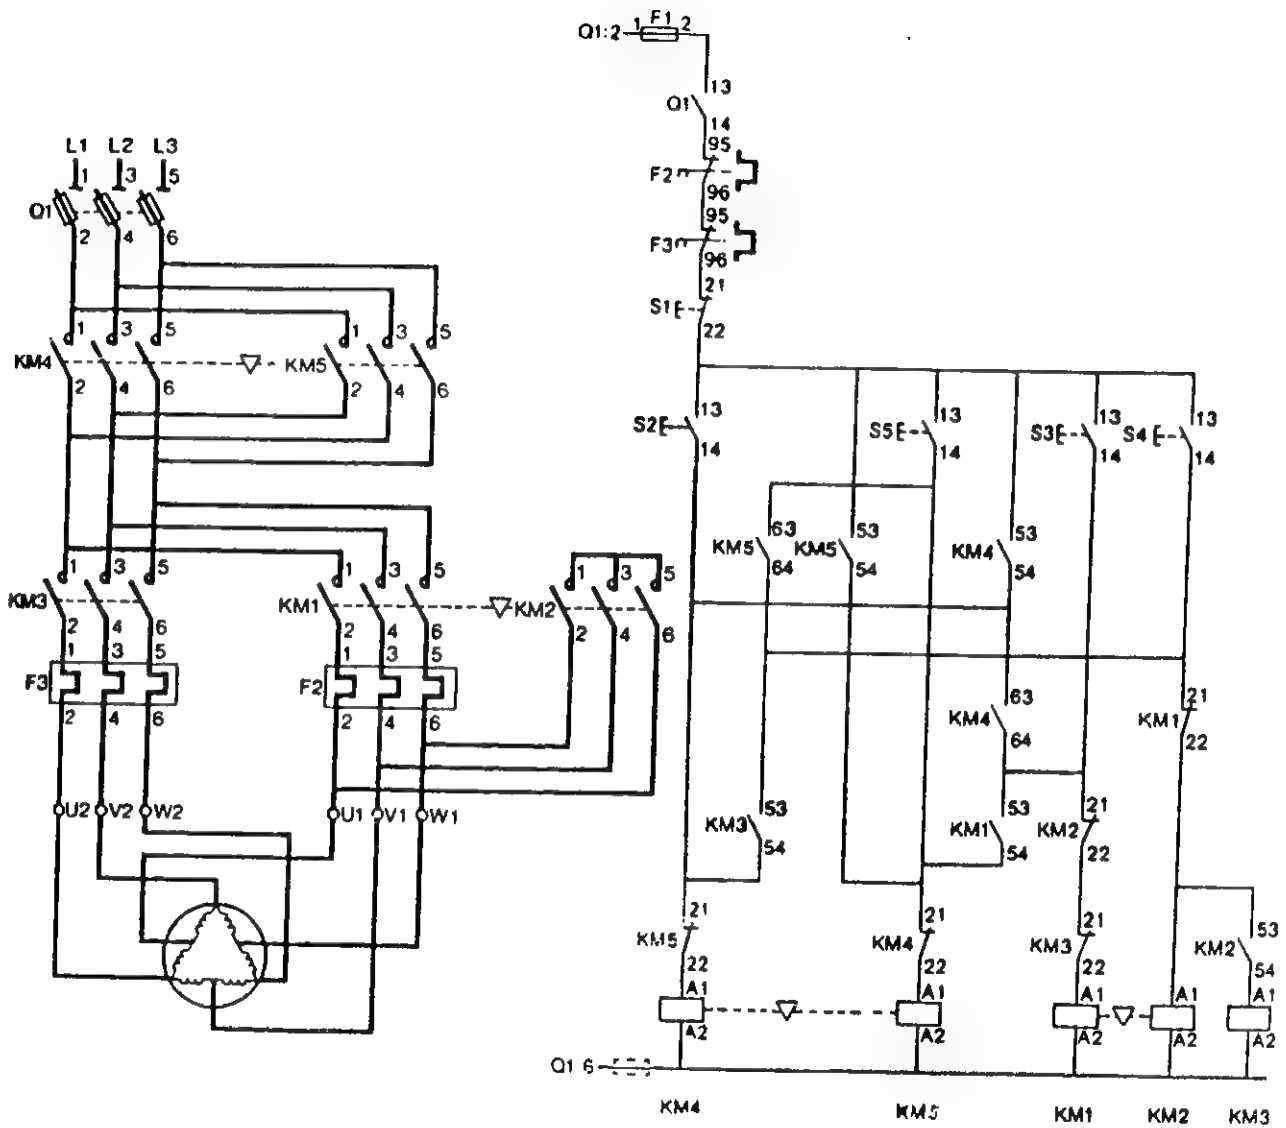 Q1:2 1 F1 2
13
Q1
14
95
F2
96
95
F3
96
21
S1
22
L1 L2 L3
1 3 5
Q1
2 4 6
1 3 5 1 3 5
KM4 KM5
2 4 6 2 4 6
1 3 5 1 3 5 1 3 5
KM3 KM1 KM2
2 4 6 2 4 6 2 4 6
1 3 5 1 3 5
F3 F2
2 4 6 2 4 6
U2 V2 W2 U1 V1 W1
13 13 13 13
S2 S5 S3 S4
14 14 14 14
63 53 53
KM5 KM5 KM4
64 54 54
63 21
KM4 KM1
64 22
53 53 21
KM3 KM1 KM2
54 54 22
21 21 21 53
KM5 KM4 KM3 KM2
22 22 22 54
A1 A1 A1 A1 A1
A2 A2 A2 A2 A2
Q1 6
KM4 KM5 KM1 KM2 KM3